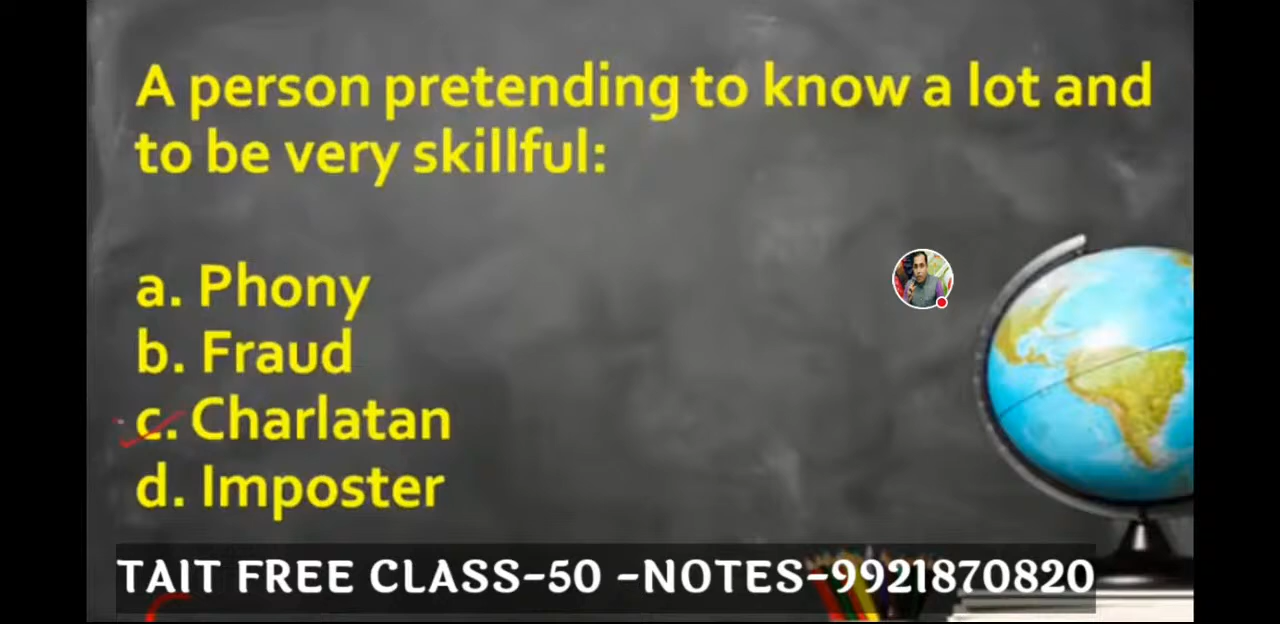 A person pretending to know a lot and
to be very skillful:
a. Phony
b. Fraud
c. Charlatan
d. Imposter
TAIT FREE CLASS-50 -NOTES-9921870820